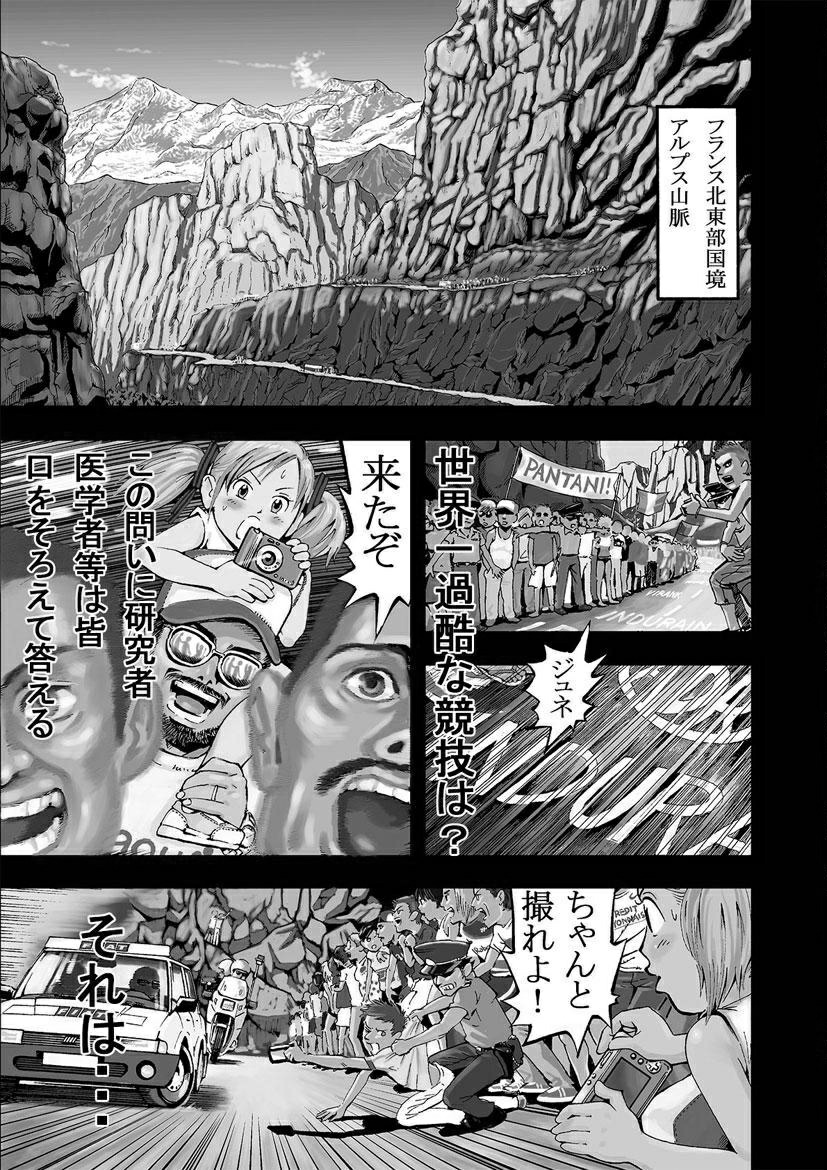 フランス北東部国境
アルプス山脈
PANTANI!
VIRANK
INDURAIN
世界一過酷な競技は？
ジュネ
NDURA
来たぞ
この問いに研究者
医学者等は皆
口をそろえて答える
ちゃんと
撮れよ！
それは・・・・